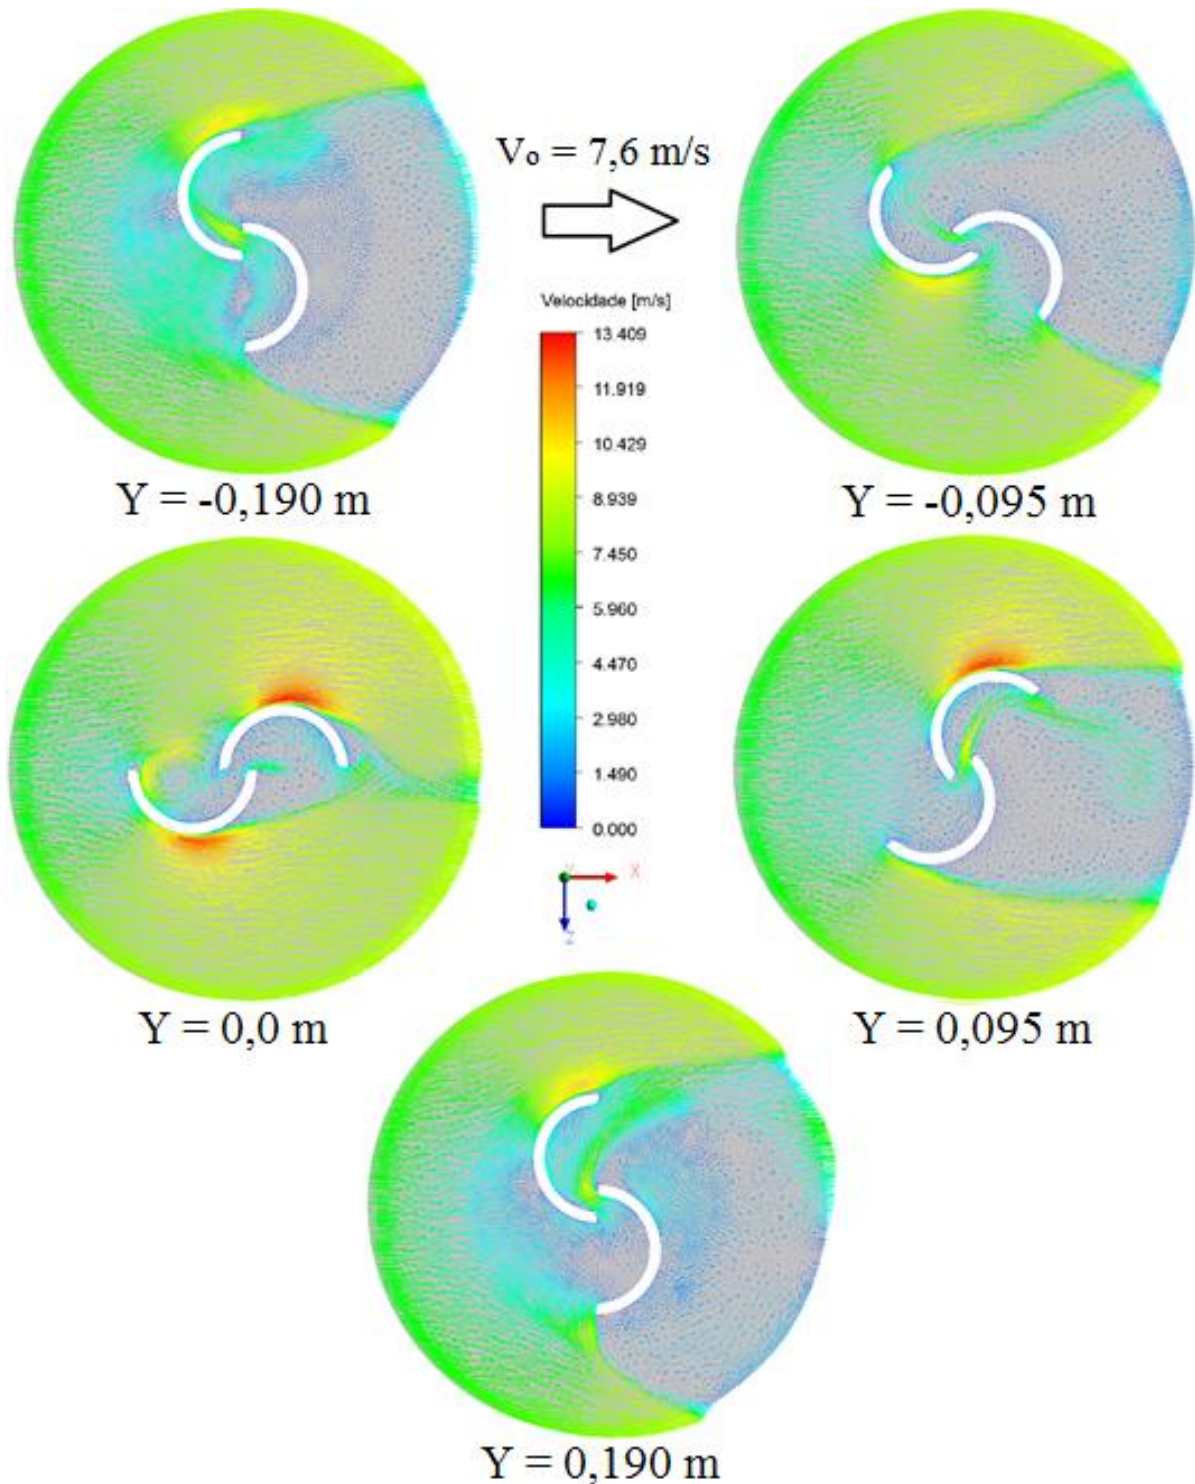 V₀ = 7,6 m/s
Velocidade [m/s]
13.409
11.919
10.429
8.939
7.450
5.960
4.470
2.980
1.490
0.000
Y = -0,190 m
Y = -0,095 m
X
Z
Y = 0,0 m
Y = 0,095 m
Y = 0,190 m